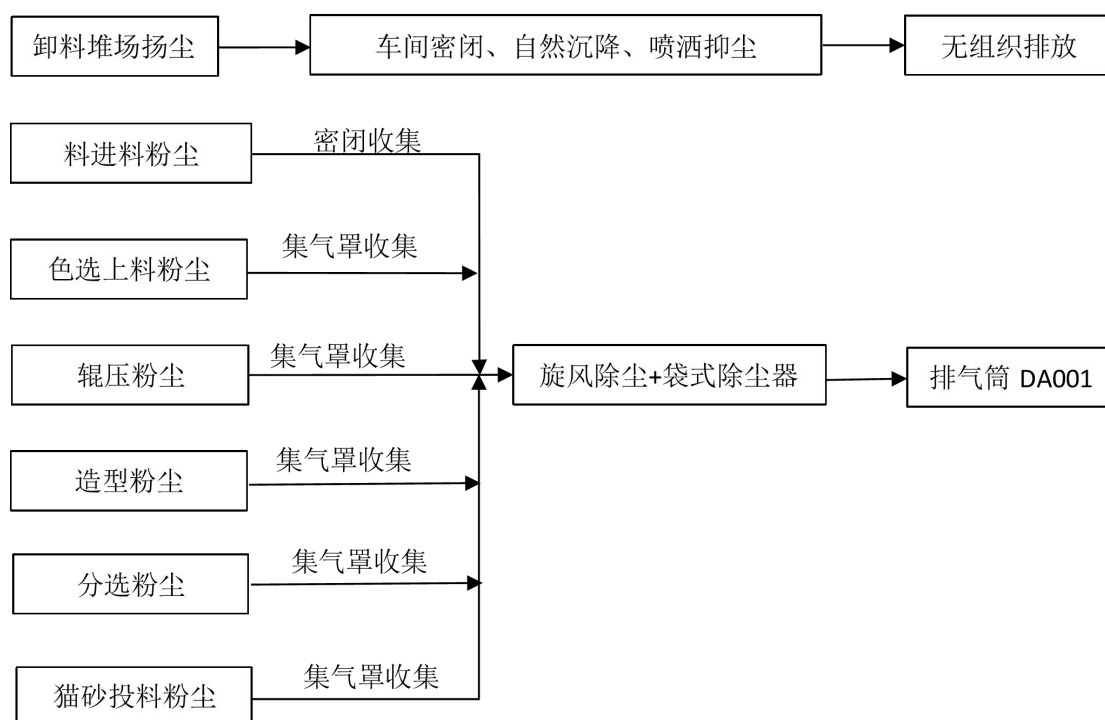 卸料堆场扬尘
车间密闭、自然沉降、喷洒抑尘
无组织排放
料进料粉尘
密闭收集
色选上料粉尘
集气罩收集
辊压粉尘
集气罩收集
旋风除尘+袋式除尘器
排气筒 DA001
造型粉尘
集气罩收集
分选粉尘
集气罩收集
猫砂投料粉尘
集气罩收集